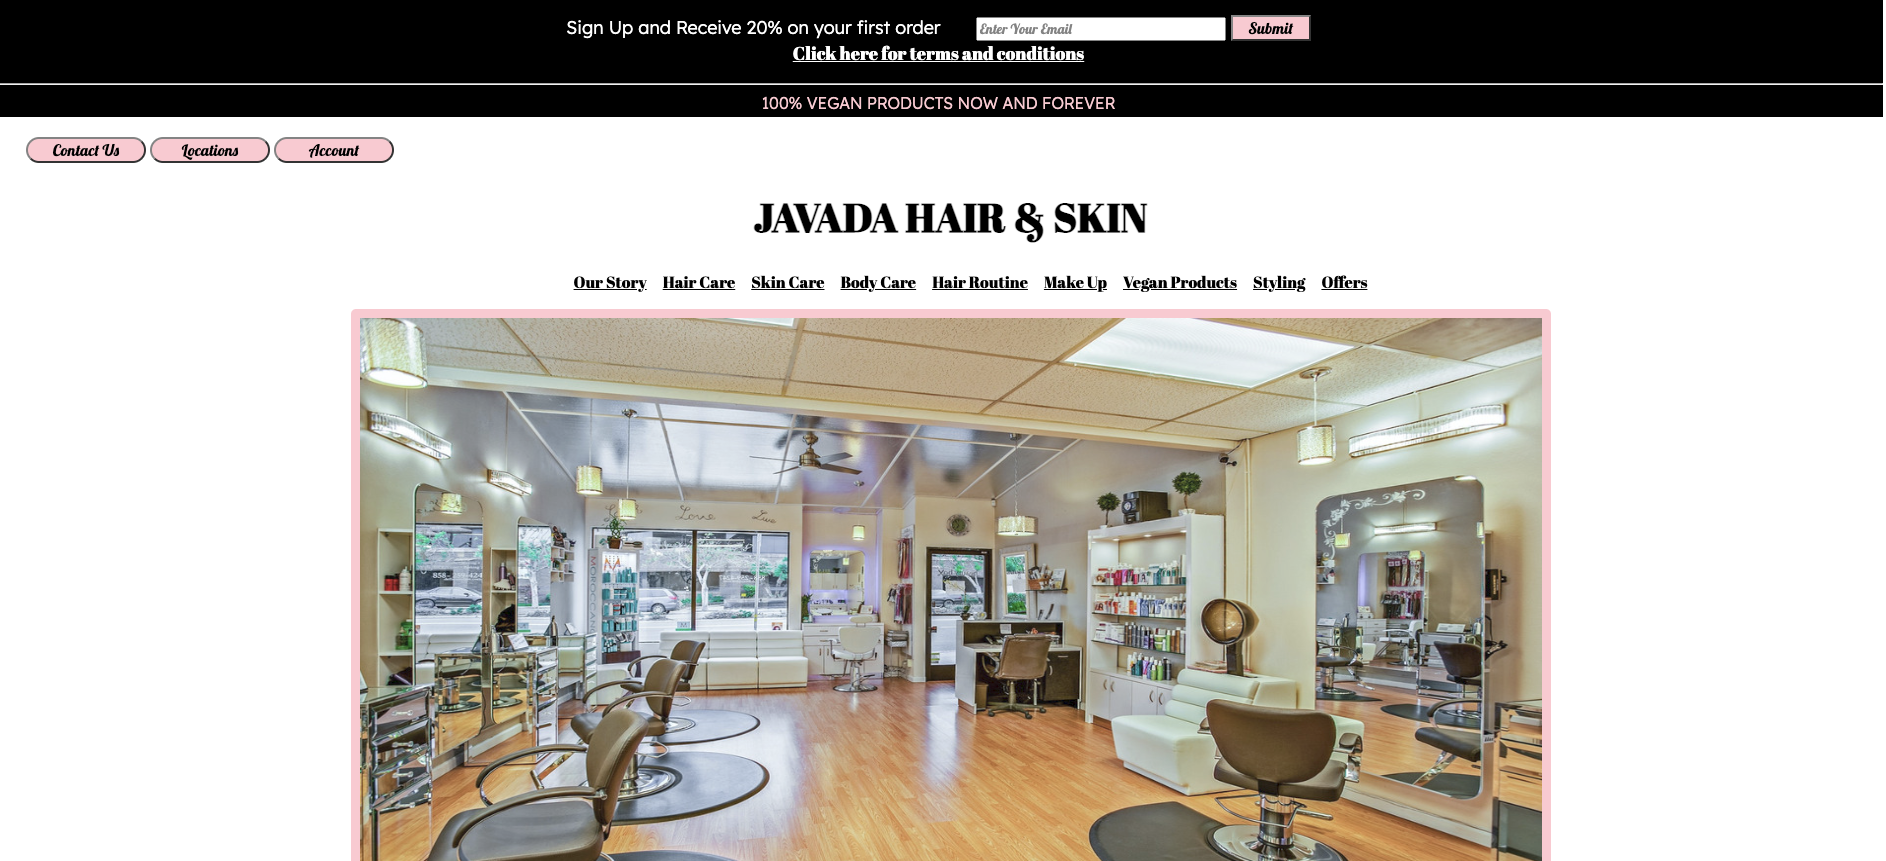 Sign Up and Receive 20% on your first order Enter Your Email Submit
Click here for terms and conditions
100% VEGAN PRODUCTS NOW AND FOREVER
Contact Us Locations Account
JAVADA HAIR & SKIN
Our Story Hair Care Skin Care Body Care Hair Routine Make Up Vegan Products Styling Offers
Love
Live